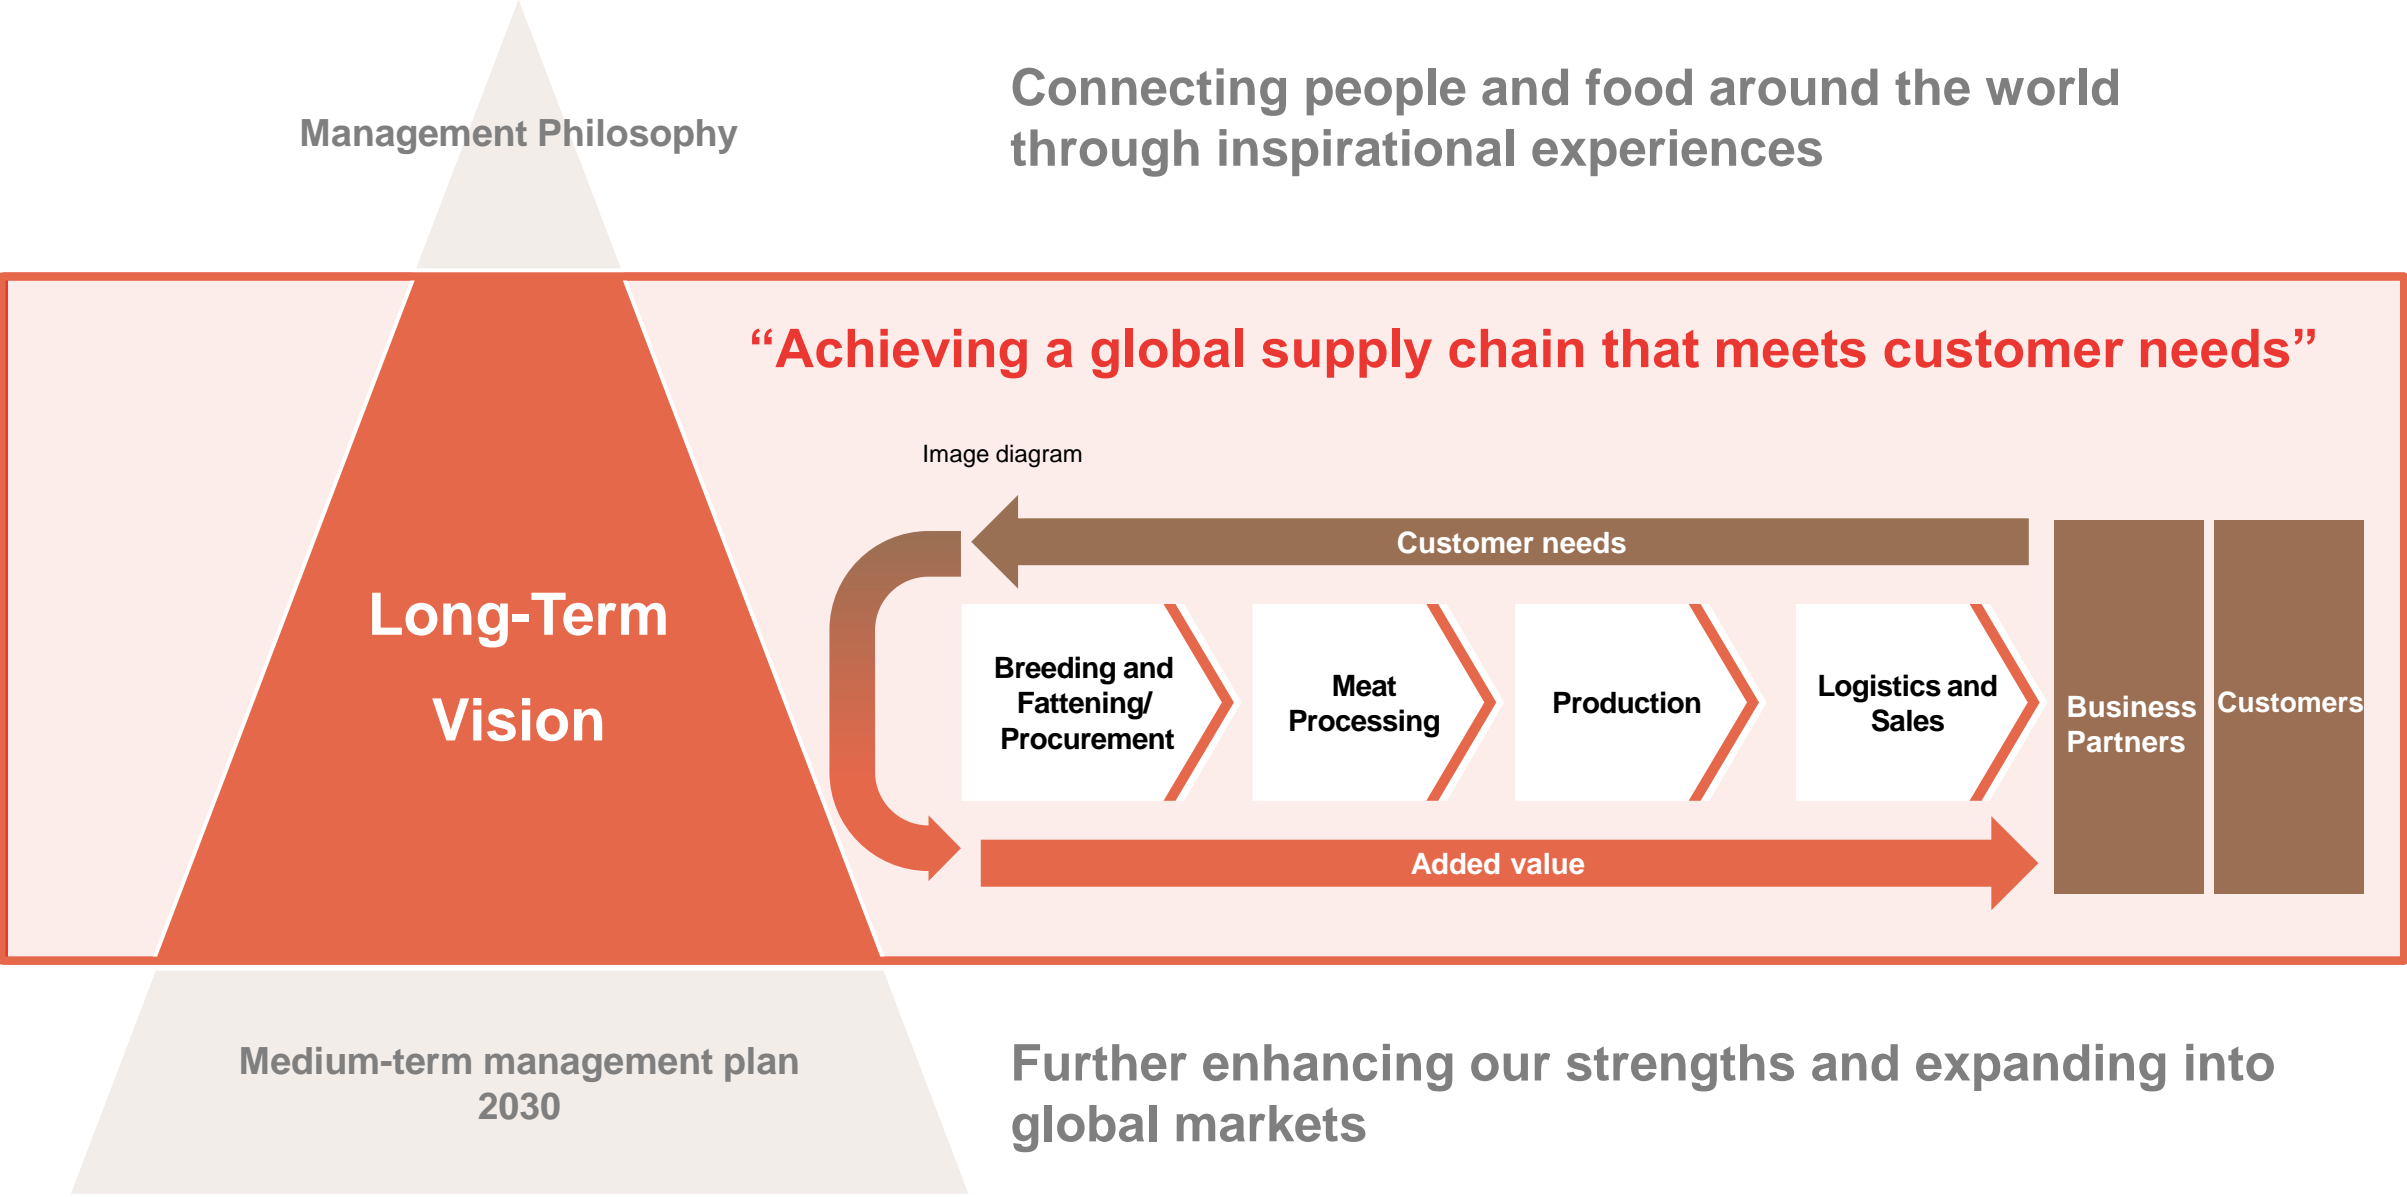 Management Philosophy
Connecting people and food around the world
through inspirational experiences
“Achieving a global supply chain that meets customer needs”
Long-Term
Vision
Image diagram
Customer needs
Breeding and
Fattening/
Procurement
Meat
Processing
Production
Logistics and
Sales
Business
Partners
Customers
Added value
Medium-term management plan
2030
Further enhancing our strengths and expanding into
global markets